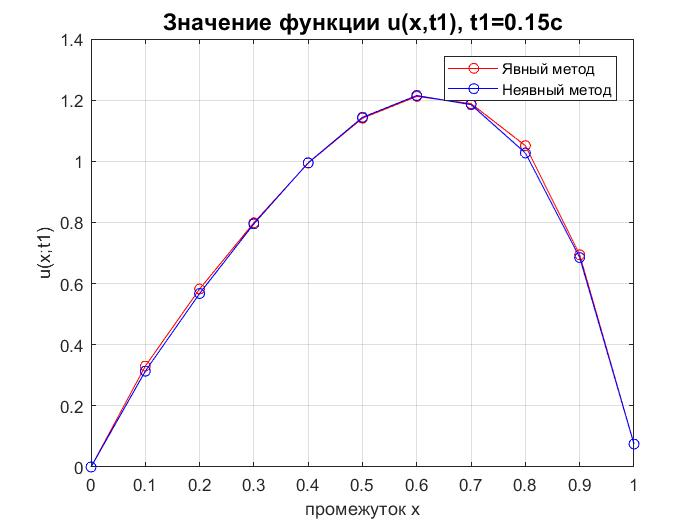 Значение функции u(x,t1), t1=0.15с
1.4
1.2
1
0.8
0.6
0.4
0.2
0
u(x;t1)
Явный метод
Неявный метод
0 0.1 0.2 0.3 0.4 0.5 0.6 0.7 0.8 0.9 1
промежуток x